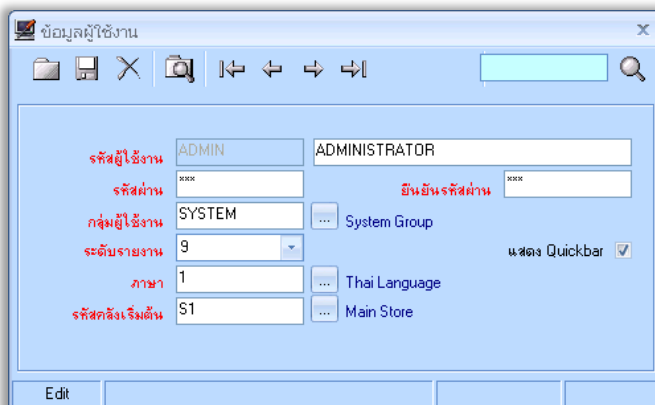 ข้อมูลผู้ใช้งาน
รหัสผู้ใช้งาน ADMIN ADMINISTRATOR
รหัสผ่าน *** ยืนยันรหัสผ่าน ***
กลุ่มผู้ใช้งาน SYSTEM ... System Group
ระดับรายงาน 9 แสดง Quickbar
ภาษา 1 ... Thai Language
รหัสคลังเริ่มต้น S1 ... Main Store
Edit